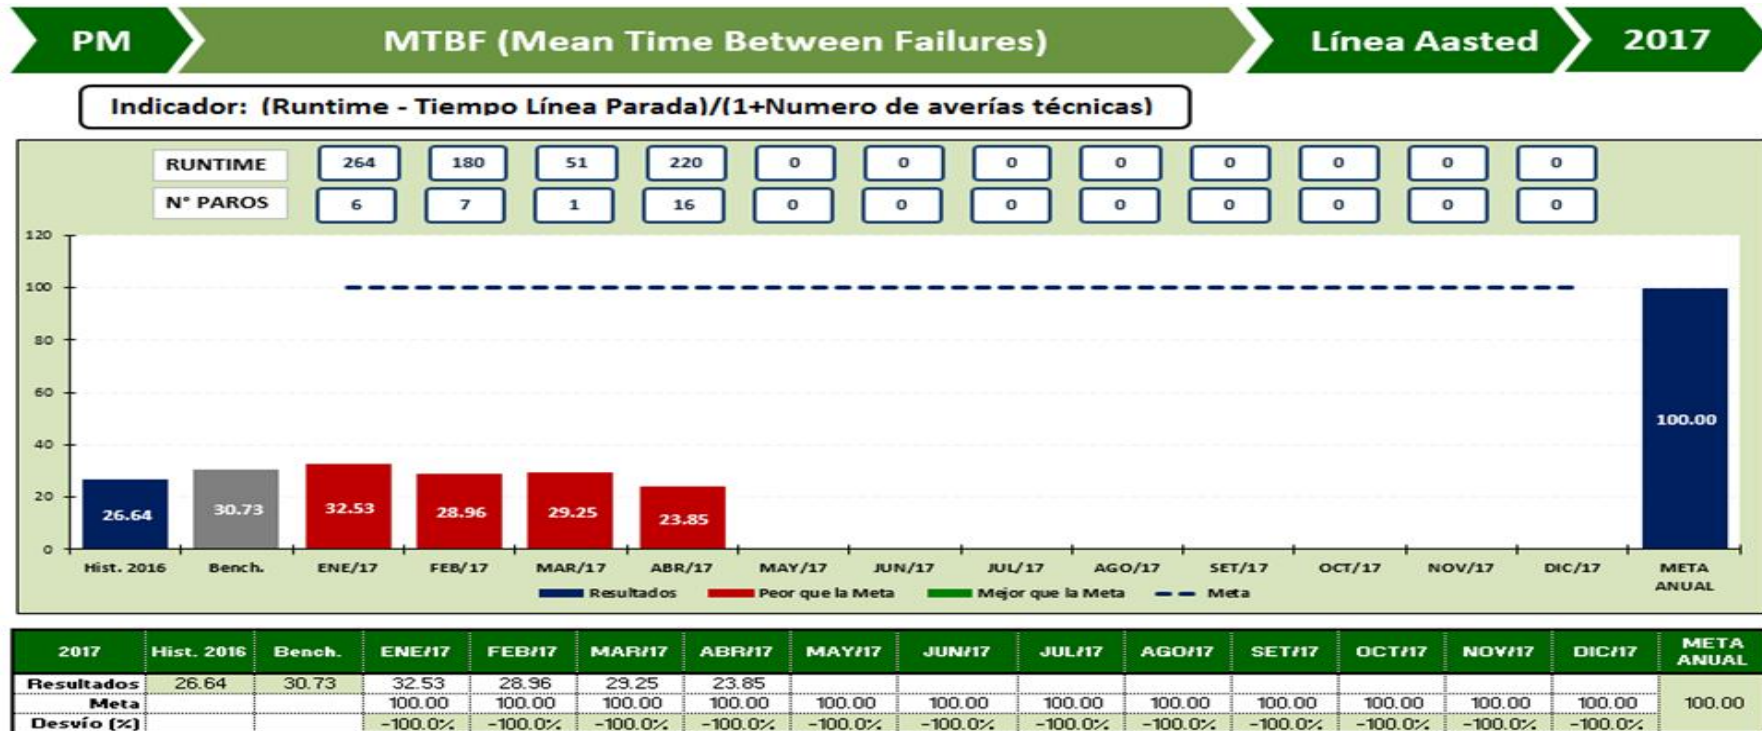 PM MTBF (Mean Time Between Failures) Línea Aasted 2017
Indicador: (Runtime - Tiempo Línea Parada)/(1+Numero de averías técnicas)
RUNTIME 264 180 51 220 0 0 0 0 0 0 0 0
N° PAROS 6 7 1 16 0 0 0 0 0 0 0 0
120
100
80
60
40
20
0
26.64 30.73 32.53 28.96 29.25 23.85 100.00
Hist. 2016 Bench. ENE/17 FEB/17 MAR/17 ABR/17 MAY/17 JUN/17 JUL/17 AGO/17 SET/17 OCT/17 NOV/17 DIC/17 META ANUAL
Resultados Peor que la Meta Mejor que la Meta Meta
2017 Hist. 2016 Bench. ENE/17 FEB/17 MAR/17 ABR/17 MAY/17 JUN/17 JUL/17 AGO/17 SET/17 OCT/17 NOV/17 DIC/17 META ANUAL
Resultados 26.64 30.73 32.53 28.96 29.25 23.85
Meta 100.00 100.00 100.00 100.00 100.00 100.00 100.00 100.00 100.00 100.00 100.00 100.00 100.00
Desvío (%) -100.0% -100.0% -100.0% -100.0% -100.0% -100.0% -100.0% -100.0% -100.0% -100.0% -100.0% -100.0%